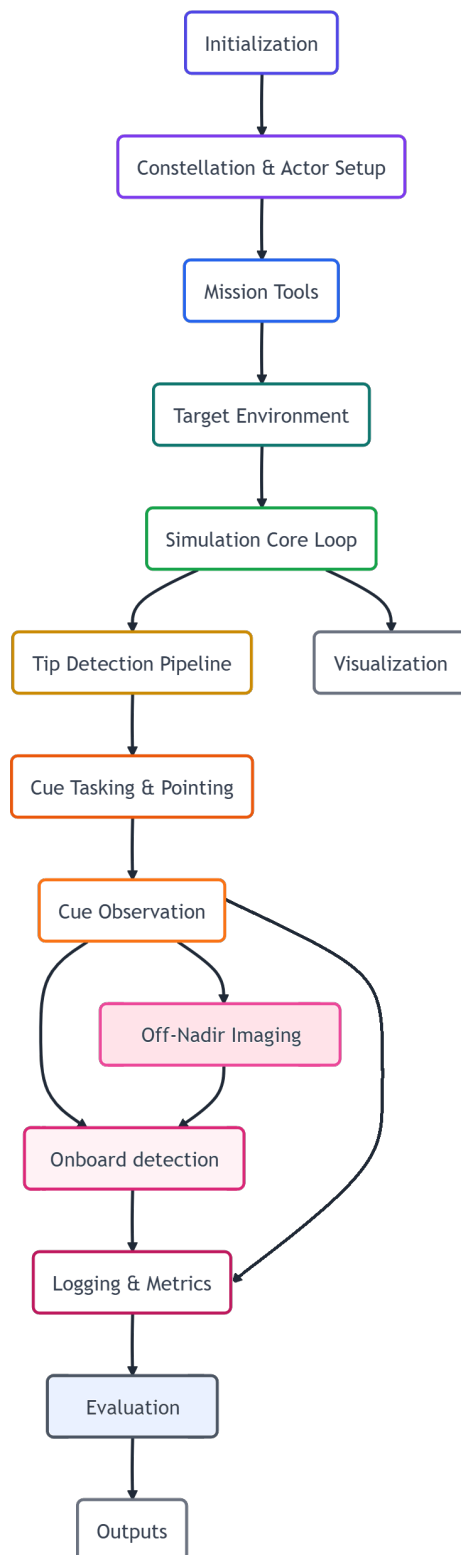 Initialization
Constellation & Actor Setup
Mission Tools
Target Environment
Simulation Core Loop
Tip Detection Pipeline
Visualization
Cue Tasking & Pointing
Cue Observation
Off-Nadir Imaging
Onboard detection
Logging & Metrics
Evaluation
Outputs